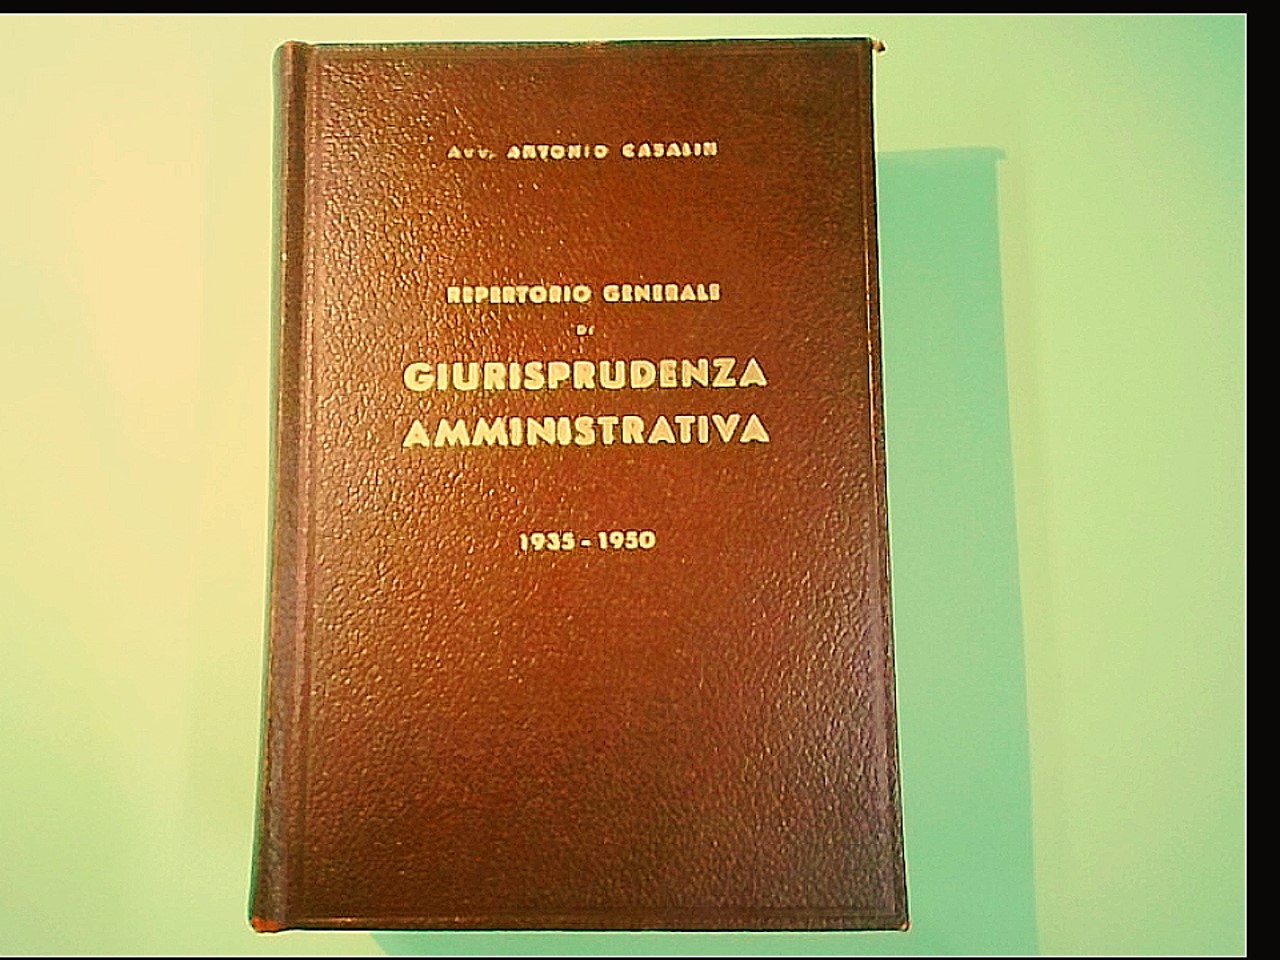 Avv. ANTONIO CASALIN
REPERTORIO GENERALE
DI
GIURISPRUDENZA
AMMINISTRATIVA
1935 - 1950